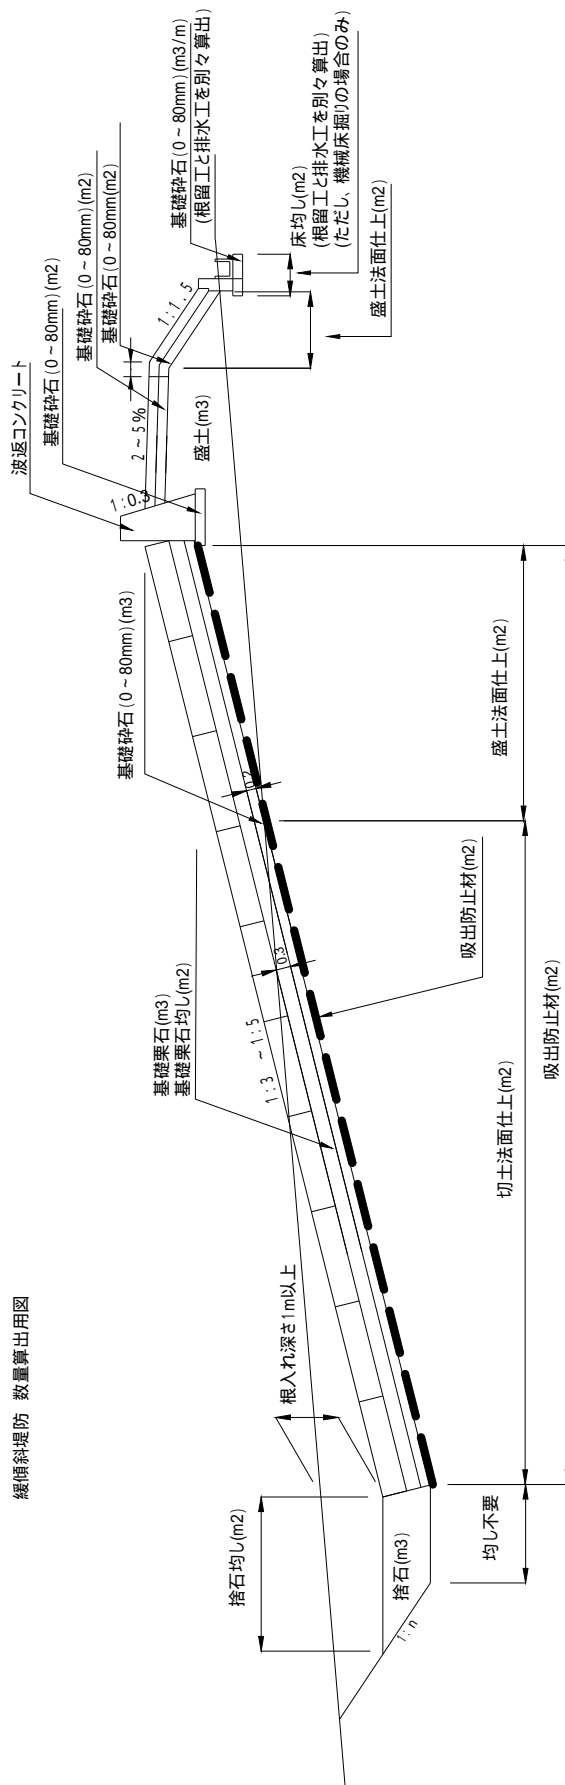 緩傾斜堤防 数量算出用図
波返コンクリート
基礎砕石(0~80mm)(m2)
基礎砕石(0~80mm)(m2)
基礎砕石(0~80mm(m2)
基礎砕石(0~80mm)(m3/m)
(根留工と排水工を別々算出)
床均し(m2)
(根留工と排水工を別々算出)
(ただし、機械床掘りの場合のみ)
盛土法面仕上(m2)
1:0.3
2~5%
1:1.5
盛土(m3)
基礎砕石(0~80mm)(m3)
0.2
基礎栗石(m3)
基礎栗石均し(m2)
0.3
1:3 ~1:5
根入れ深さ1m以上
捨石均し(m2)
捨石(m3)
1:n
均し不要
吸出防止材(m2)
切土法面仕上(m2)
盛土法面仕上(m2)
吸出防止材(m2)